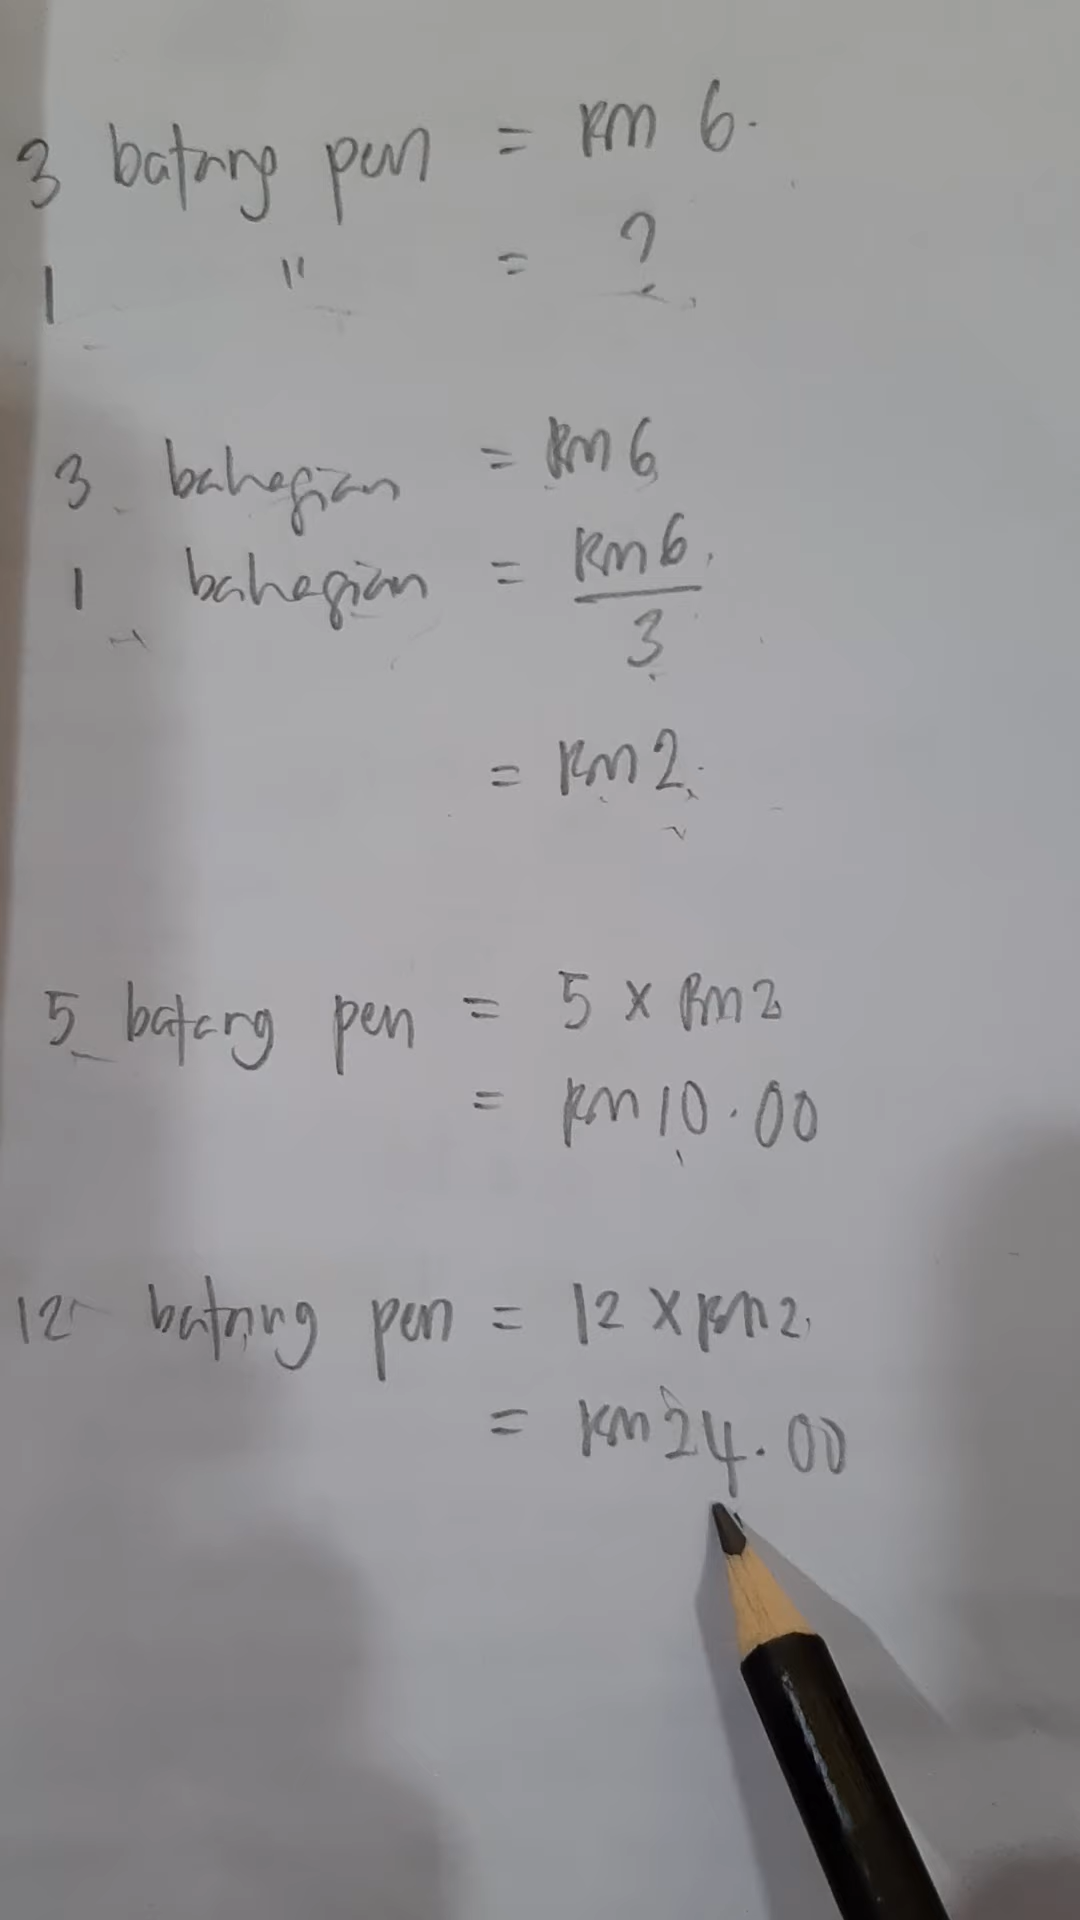 3 batang pen = RM 6.
1 " = ?
3 bahagian = RM 6
1 bahagian = RM 6
3
= RM 2.
5 batang pen = 5 x RM 2
= RM 10.00
12 batang pen = 12 x RM 2
= RM 24.00